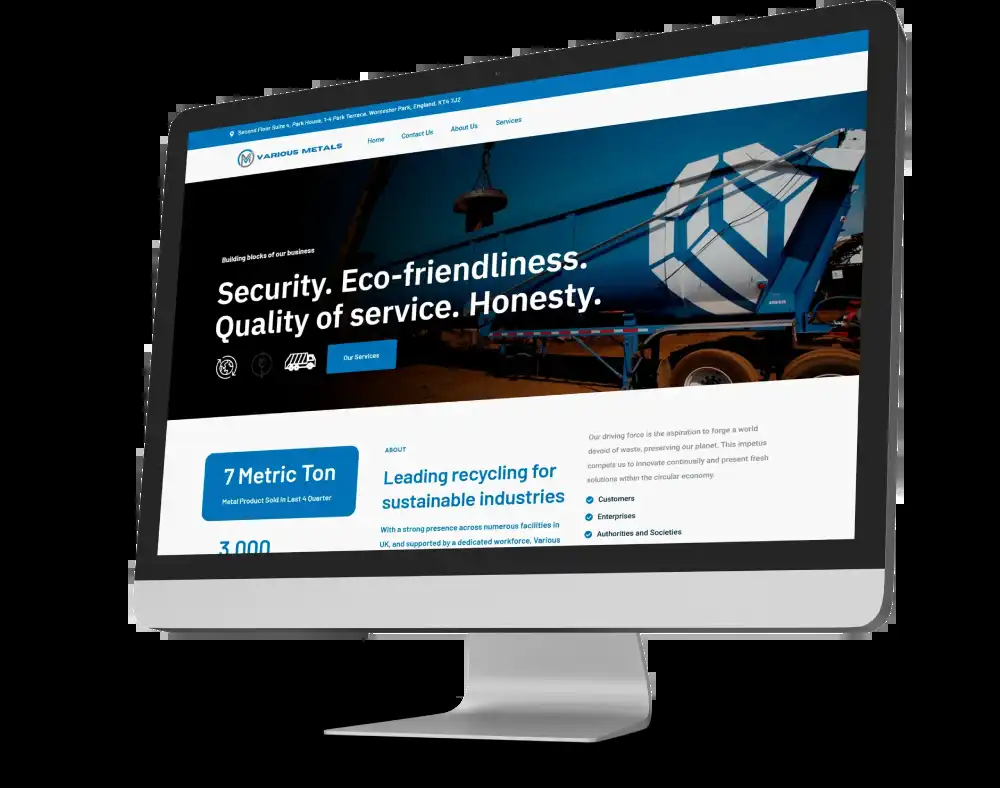 Second Floor Suite 4, Park House, 1-4 Park Terrace, Worcester Park, England, KT4 7JZ
VARIOUS METALS
Home
Contact Us
About Us
Services
Building blocks of our business
Security. Eco-friendliness.
Quality of service. Honesty.
Our Services
7 Metric Ton
Metal Product Sold In Last 4 Quarter
3,000
ABOUT
Leading recycling for
sustainable industries
With a strong presence across numerous facilities in
UK, and supported by a dedicated workforce, Various
Our driving force is the aspiration to forge a world
devoid of waste, preserving our planet. This impetus
compels us to innovate continually and present fresh
solutions within the circular economy.
Customers
Enterprises
Authorities and Societies